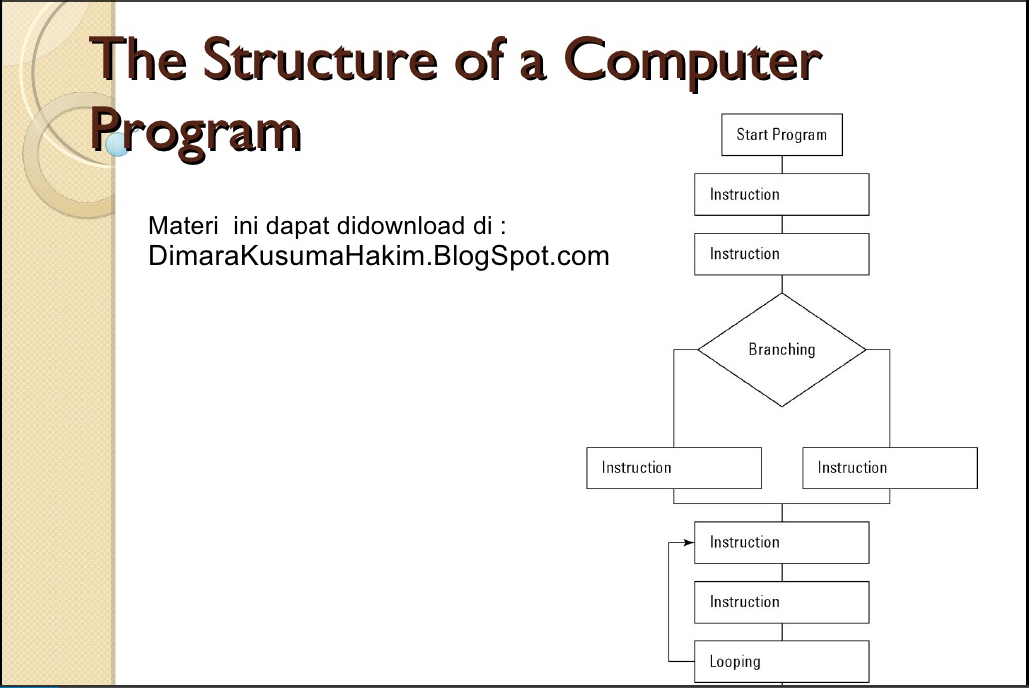 The Structure of a Computer
Program
Materi ini dapat didownload di :
DimaraKusumaHakim.BlogSpot.com
Start Program
Instruction
Instruction
Branching
Instruction
Instruction
Instruction
Instruction
Looping